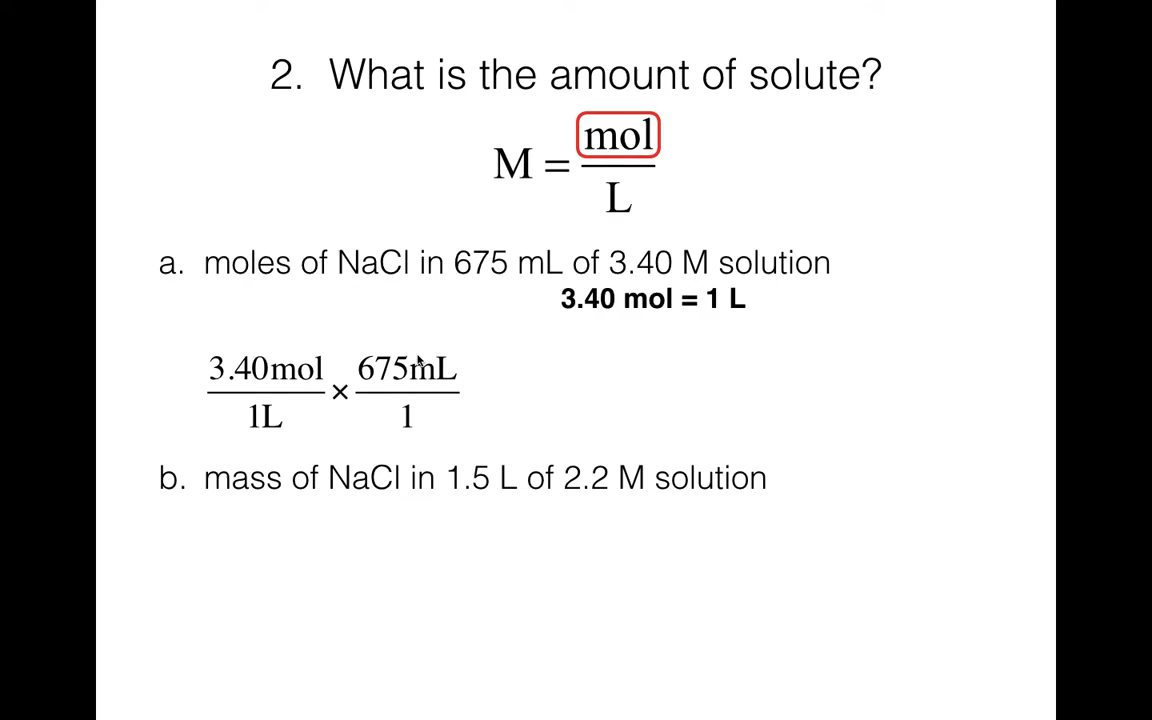 2. What is the amount of solute?
M = mol / L
a. moles of NaCl in 675 mL of 3.40 M solution
3.40 mol = 1 L
3.40mol / 1L × 675mL / 1
b. mass of NaCl in 1.5 L of 2.2 M solution